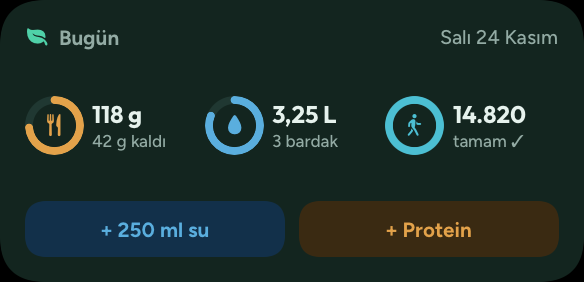 Bugün
Salı 24 Kasım
118 g
42 g kaldı
3,25 L
3 bardak
14.820
tamam ✓
+ 250 ml su
+ Protein